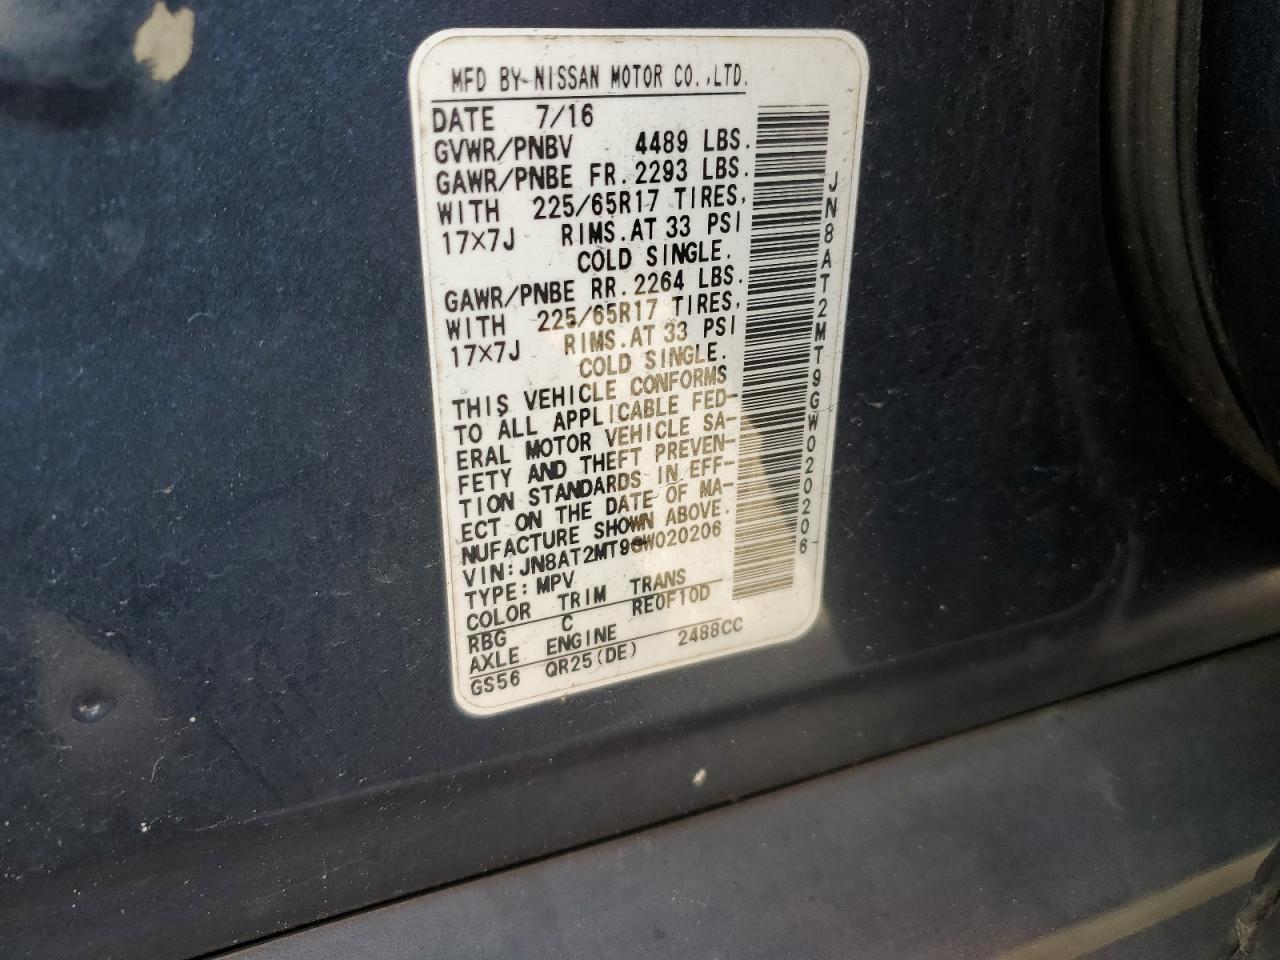 MFD BY-NISSAN MOTOR CO.,LTD.
DATE 7/16
GVWR/PNBV 4489 LBS.
GAWR/PNBE FR. 2293 LBS.
WITH 225/65R17 TIRES,
17×7J RIMS. AT 33 PSI
COLD SINGLE.
GAWR/PNBE RR. 2264 LBS.
WITH 225/65R17 TIRES,
17×7J RIMS. AT 33 PSI
COLD SINGLE.
THIS VEHICLE CONFORMS
TO ALL APPLICABLE FED-
ERAL MOTOR VEHICLE SA-
FETY AND THEFT PREVEN-
TION STANDARDS IN EFF-
ECT ON THE DATE OF MA-
NUFACTURE SHOWN ABOVE.
VIN: JN8AT2MT9GW020206
TYPE: MPV
COLOR TRIM TRANS
RBG C RE0F10D
AXLE ENGINE
GS56 QR25(DE) 2488CC
JN8AT2MT9GW020206